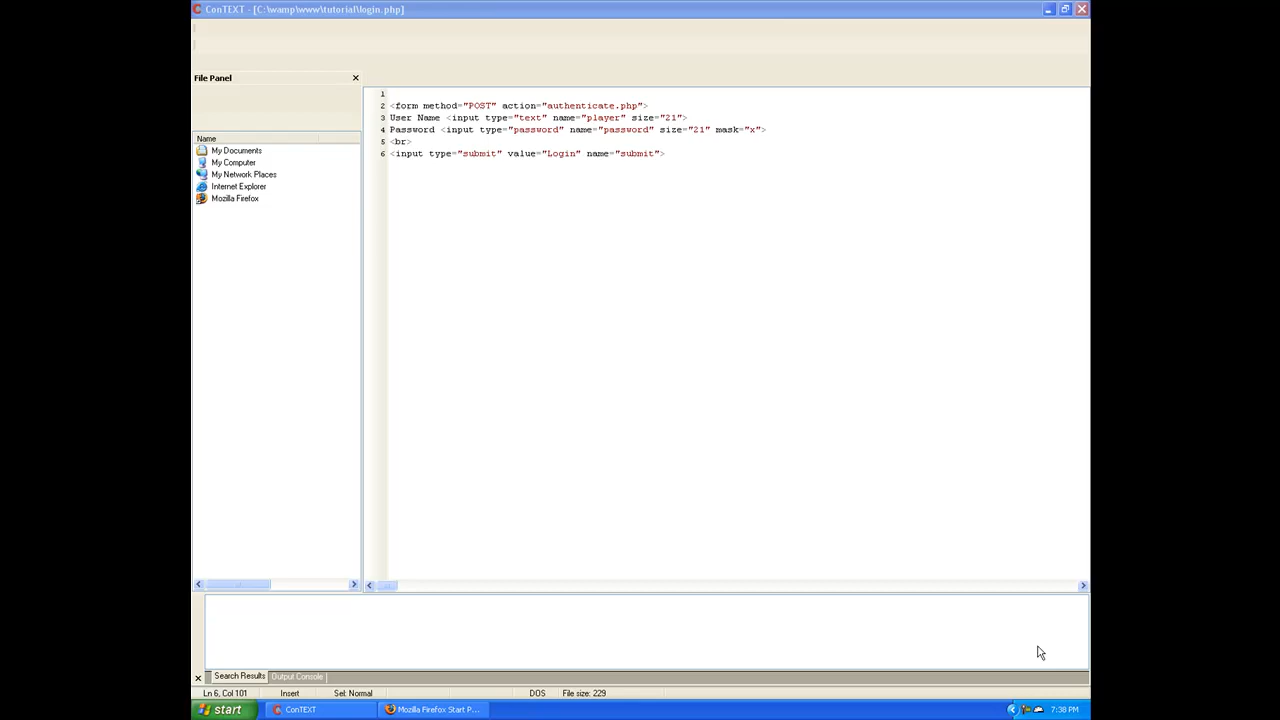 ConTEXT - [C:\wamp\www\tutorial\login.php]
File Panel
Name
My Documents
My Computer
My Network Places
Internet Explorer
Mozilla Firefox
1
2 <form method="POST" action="authenticate.php">
3 User Name <input type="text" name="player" size="21">
4 Password <input type="password" name="password" size="21" mask="x">
5 <br>
6 <input type="submit" value="Login" name="submit">
Search Results Output Console
Ln 6, Col 101 Insert Sel: Normal DOS File size: 229
start ConTEXT Mozilla Firefox Start P... 7:38 PM